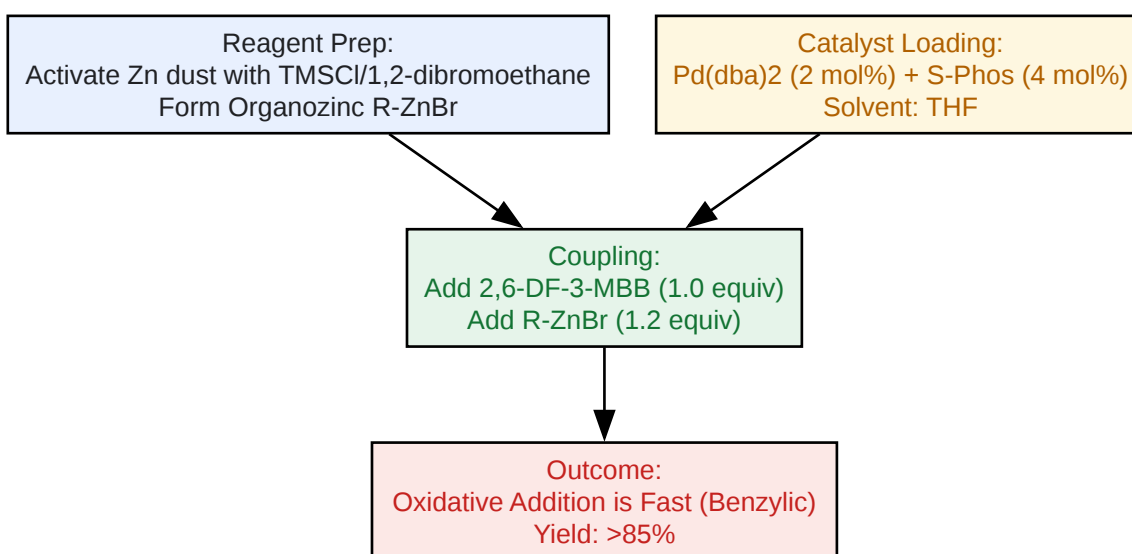 Reagent Prep:
Activate Zn dust with TMSCl/1,2-dibromoethane
Form Organozinc R-ZnBr
Catalyst Loading:
Pd(dba)2 (2 mol%) + S-Phos (4 mol%)
Solvent: THF
Coupling:
Add 2,6-DF-3-MBB (1.0 equiv)
Add R-ZnBr (1.2 equiv)
Outcome:
Oxidative Addition is Fast (Benzylic)
Yield: >85%